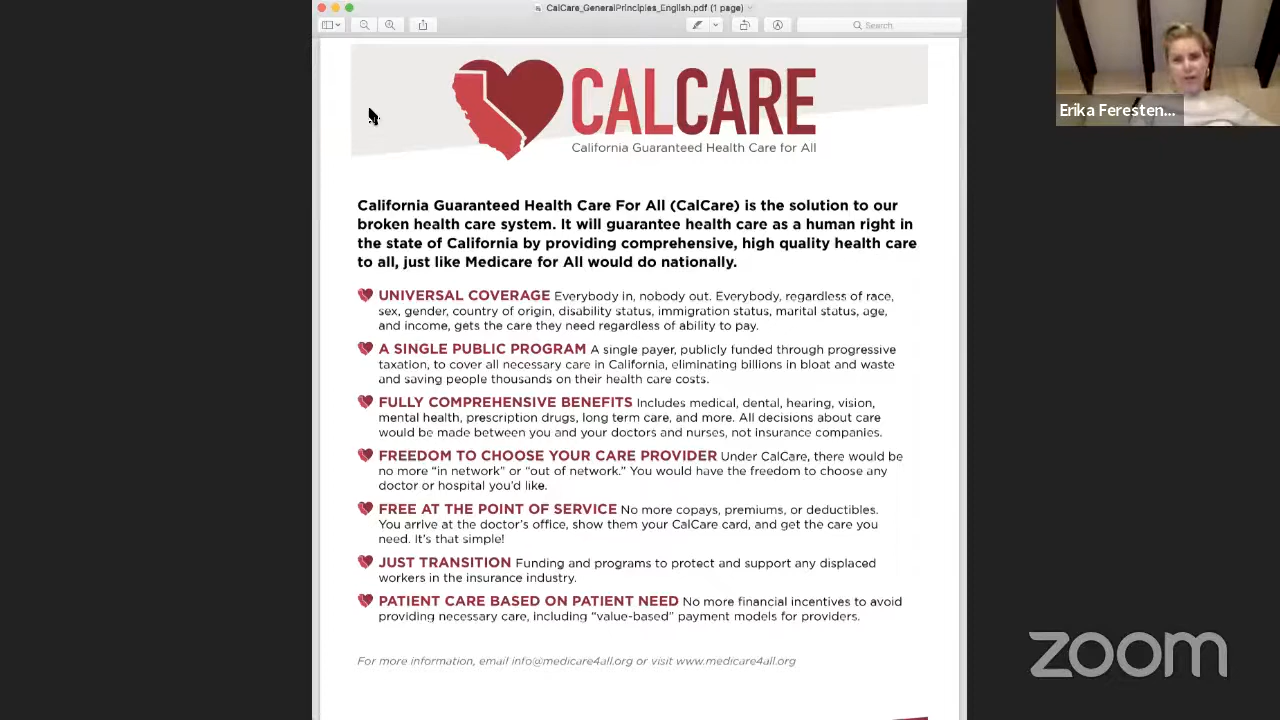 CalCare_GeneralPrinciples_English.pdf (1 page)
Search
CALCARE
California Guaranteed Health Care for All
California Guaranteed Health Care For All (CalCare) is the solution to our
broken health care system. It will guarantee health care as a human right in
the state of California by providing comprehensive, high quality health care
to all, just like Medicare for All would do nationally.
UNIVERSAL COVERAGE Everybody in, nobody out. Everybody, regardless of race,
sex, gender, country of origin, disability status, immigration status, marital status, age,
and income, gets the care they need regardless of ability to pay.
A SINGLE PUBLIC PROGRAM A single payer, publicly funded through progressive
taxation, to cover all necessary care in California, eliminating billions in bloat and waste
and saving people thousands on their health care costs.
FULLY COMPREHENSIVE BENEFITS Includes medical, dental, hearing, vision,
mental health, prescription drugs, long term care, and more. All decisions about care
would be made between you and your doctors and nurses, not insurance companies.
FREEDOM TO CHOOSE YOUR CARE PROVIDER Under CalCare, there would be
no more “in network” or “out of network.” You would have the freedom to choose any
doctor or hospital you’d like.
FREE AT THE POINT OF SERVICE No more copays, premiums, or deductibles.
You arrive at the doctor’s office, show them your CalCare card, and get the care you
need. It’s that simple!
JUST TRANSITION Funding and programs to protect and support any displaced
workers in the insurance industry.
PATIENT CARE BASED ON PATIENT NEED No more financial incentives to avoid
providing necessary care, including “value-based” payment models for providers.
For more information, email info@medicare4all.org or visit www.medicare4all.org
Erika Feresten...
zoom